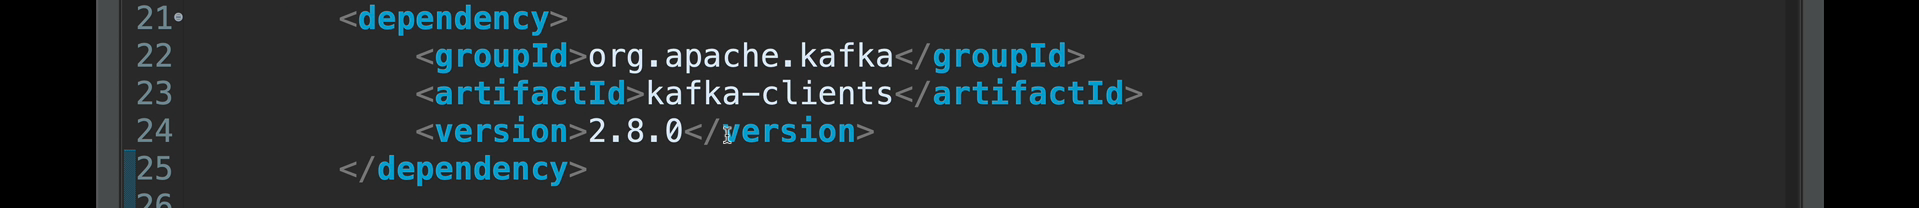 21 <dependency>
22 <groupId>org.apache.kafka</groupId>
23 <artifactId>kafka-clients</artifactId>
24 <version>2.8.0</version>
25 </dependency>
26